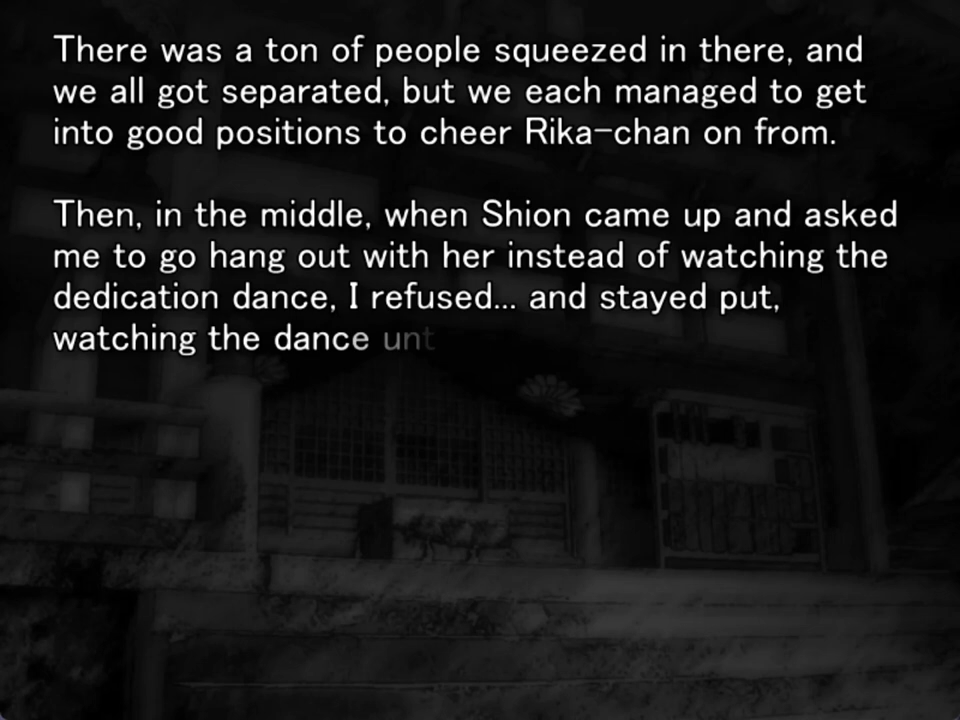 There was a ton of people squeezed in there, and
we all got separated, but we each managed to get
into good positions to cheer Rika-chan on from.
Then, in the middle, when Shion came up and asked
me to go hang out with her instead of watching the
dedication dance, I refused... and stayed put,
watching the dance unt